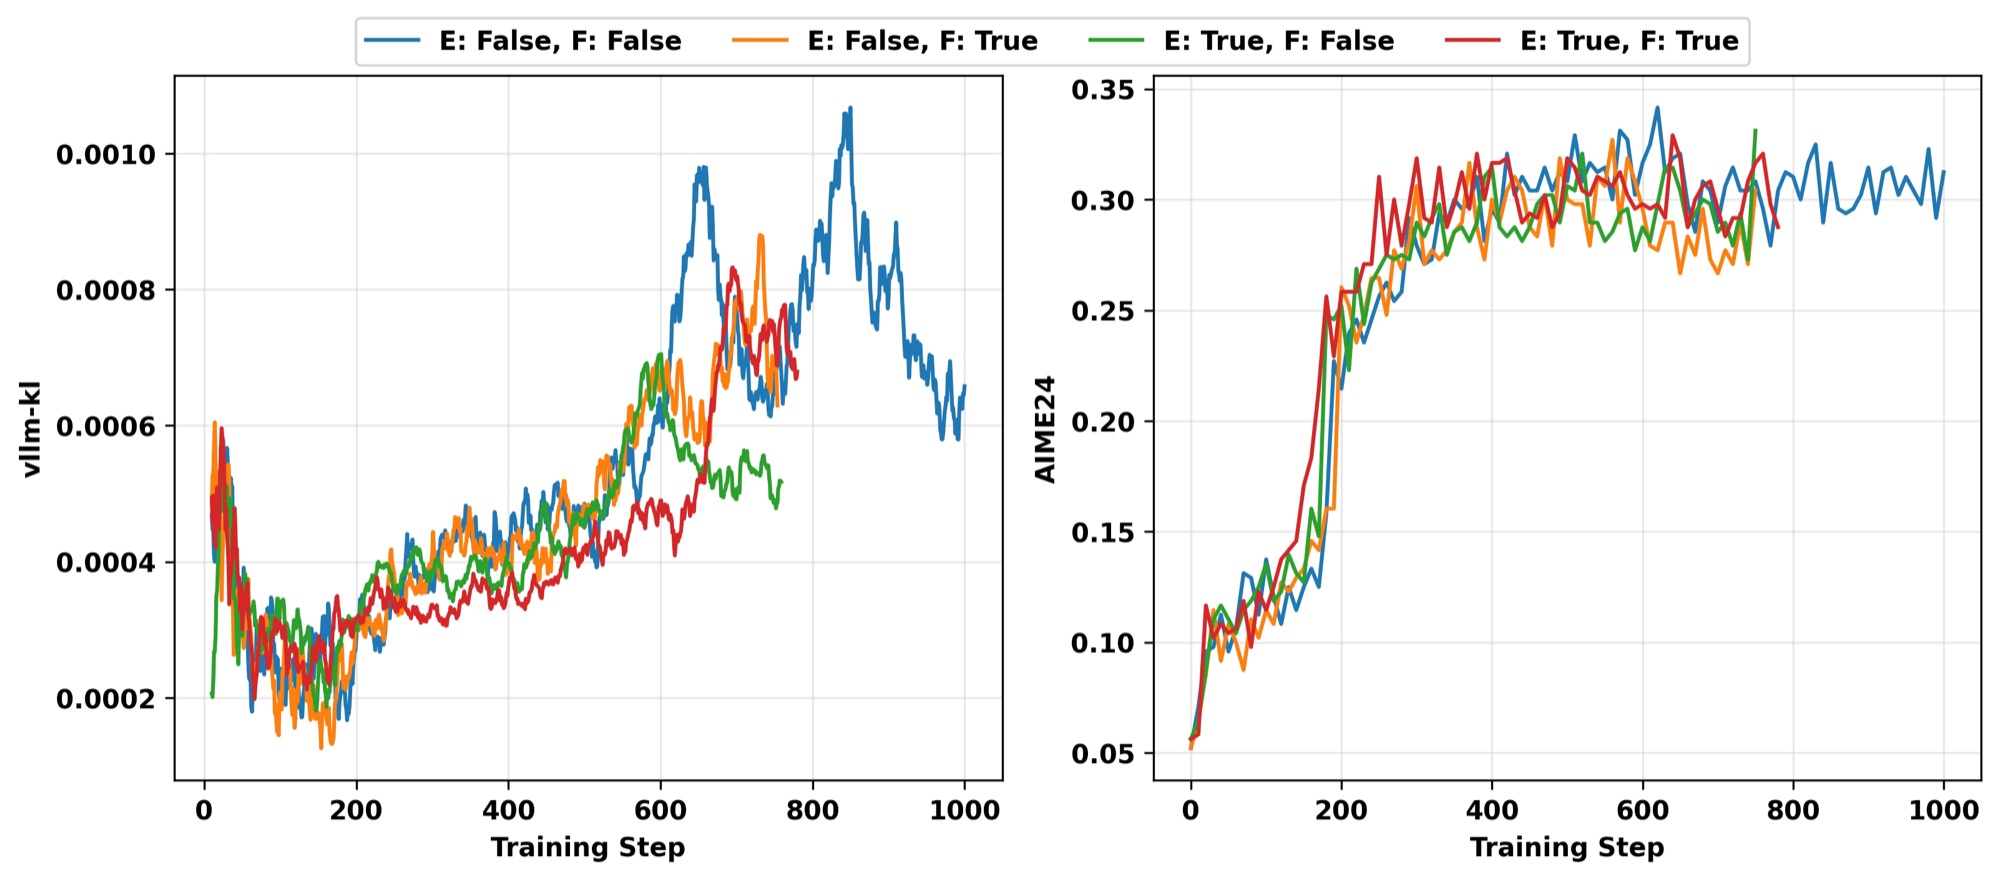 E: False, F: False E: False, F: True E: True, F: False E: True, F: True
vllm-kl
0.0010
0.0008
0.0006
0.0004
0.0002
0 200 400 600 800 1000
Training Step
AIME24
0.35
0.30
0.25
0.20
0.15
0.10
0.05
0 200 400 600 800 1000
Training Step